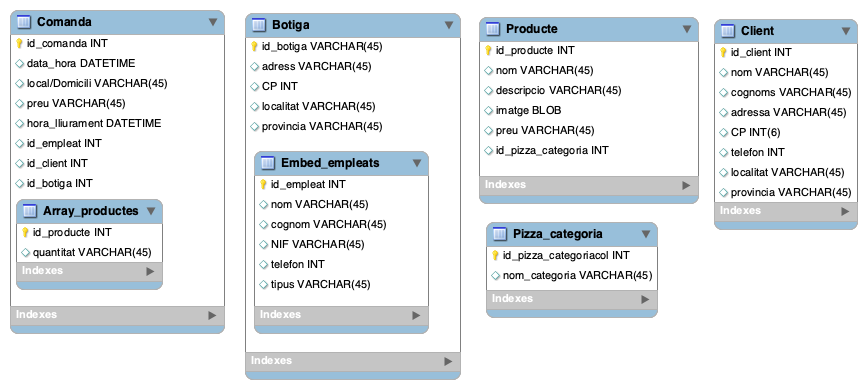 Comanda
id_comanda INT
data_hora DATETIME
local/Domicili VARCHAR(45)
preu VARCHAR(45)
hora_lliurament DATETIME
id_empleat INT
id_client INT
id_botiga INT
Array_productes
id_producte INT
quantitat VARCHAR(45)
Indexes
Indexes
Botiga
id_botiga VARCHAR(45)
adress VARCHAR(45)
CP INT
localitat VARCHAR(45)
provincia VARCHAR(45)
Embed_empleats
id_empleat INT
nom VARCHAR(45)
cognom VARCHAR(45)
NIF VARCHAR(45)
telefon INT
tipus VARCHAR(45)
Indexes
Indexes
Producte
id_producte INT
nom VARCHAR(45)
descripcio VARCHAR(45)
imatge BLOB
preu VARCHAR(45)
id_pizza_categoria INT
Indexes
Pizza_categoria
id_pizza_categoriacol INT
nom_categoria VARCHAR(45)
Indexes
Client
id_client INT
nom VARCHAR(45)
cognoms VARCHAR(45)
adressa VARCHAR(45)
CP INT(6)
telefon INT
localitat VARCHAR(45)
provincia VARCHAR(45)
Indexes